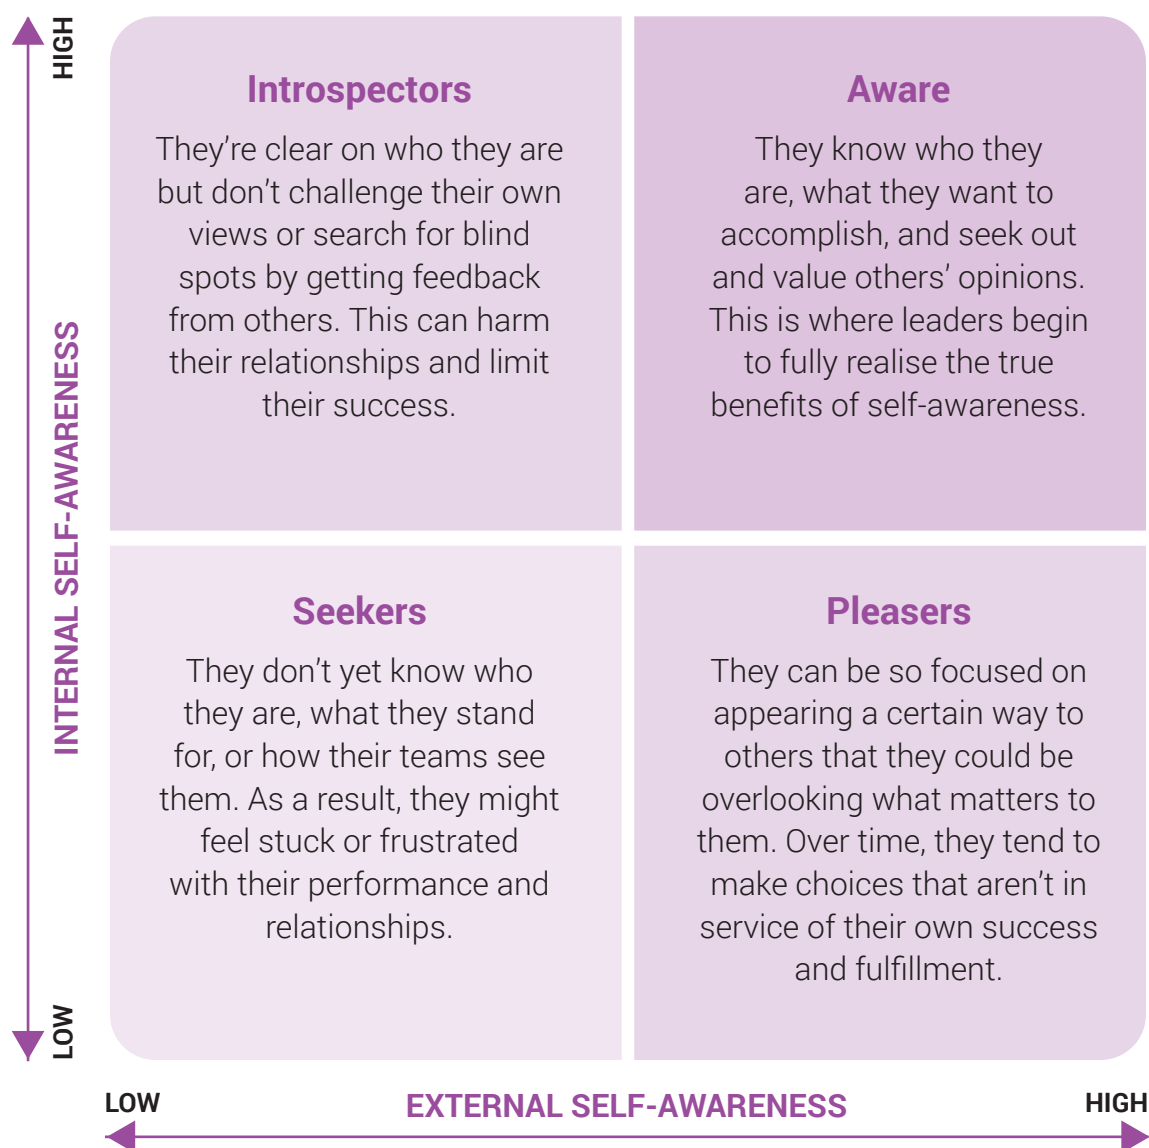 HIGH
INTERNAL SELF-AWARENESS
LOW
Introspectors
They’re clear on who they are
but don’t challenge their own
views or search for blind
spots by getting feedback
from others. This can harm
their relationships and limit
their success.
Aware
They know who they
are, what they want to
accomplish, and seek out
and value others’ opinions.
This is where leaders begin
to fully realise the true
benefits of self-awareness.
Seekers
They don’t yet know who
they are, what they stand
for, or how their teams see
them. As a result, they might
feel stuck or frustrated
with their performance and
relationships.
Pleasers
They can be so focused on
appearing a certain way to
others that they could be
overlooking what matters to
them. Over time, they tend to
make choices that aren’t in
service of their own success
and fulfillment.
LOW
EXTERNAL SELF-AWARENESS
HIGH